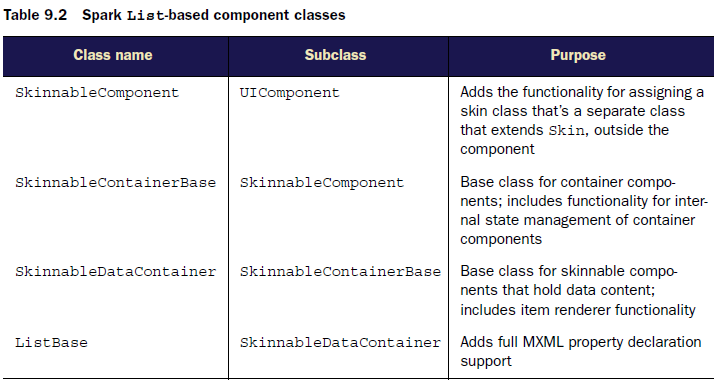 Table 9.2 Spark List-based component classes
Class name Subclass Purpose
SkinnableComponent UIComponent Adds the functionality for assigning a
skin class that's a separate class
that extends Skin, outside the
component
SkinnableContainerBase SkinnableComponent Base class for container compo-
nents; includes functionality for inter-
nal state management of container
components
SkinnableDataContainer SkinnableContainerBase Base class for skinnable compo-
nents that hold data content;
includes item renderer functionality
ListBase SkinnableDataContainer Adds full MXML property declaration
support